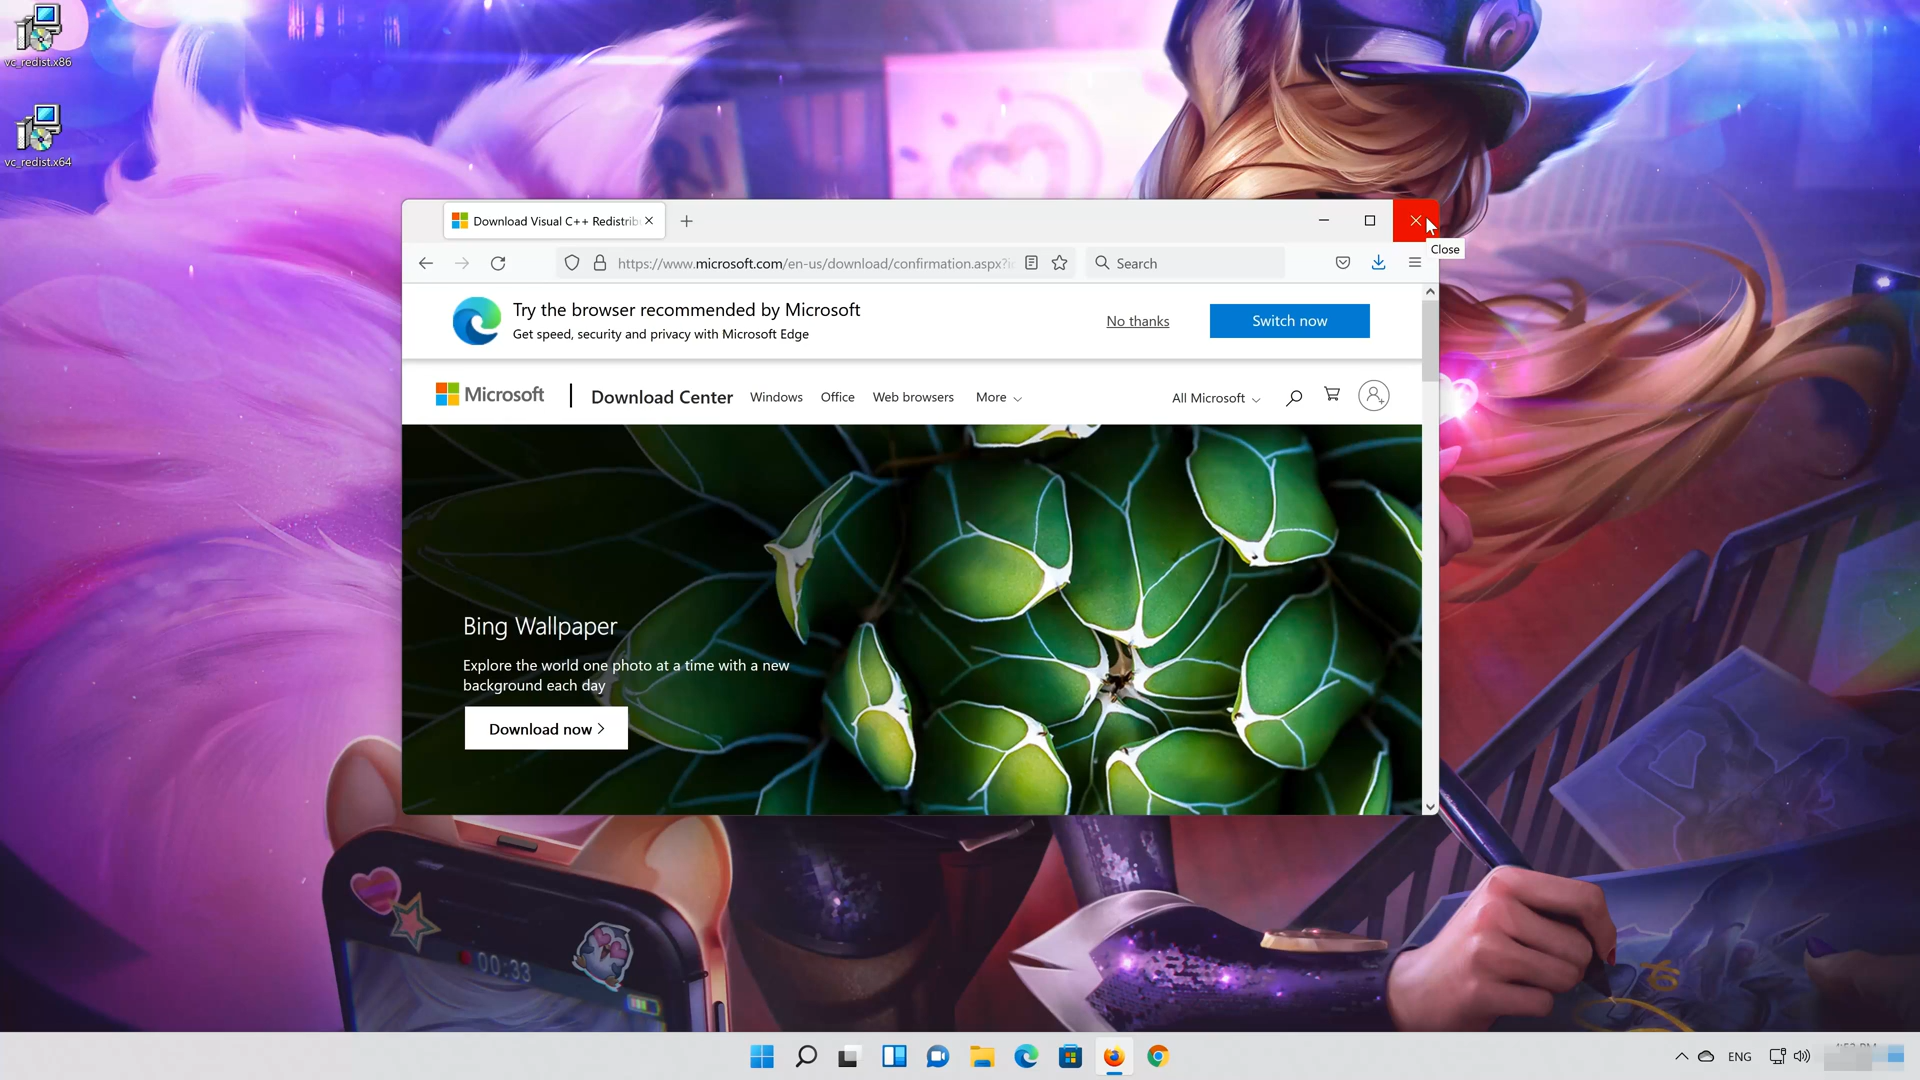 vc_redist.x86
vc_redist.x64
Download Visual C++ Redistrib
Close
https://www.microsoft.com/en-us/download/confirmation.aspx?i
Search
Try the browser recommended by Microsoft
Get speed, security and privacy with Microsoft Edge
No thanks
Switch now
Microsoft
Download Center
Windows
Office
Web browsers
More
All Microsoft
Bing Wallpaper
Explore the world one photo at a time with a new
background each day
Download now
00:33
ENG